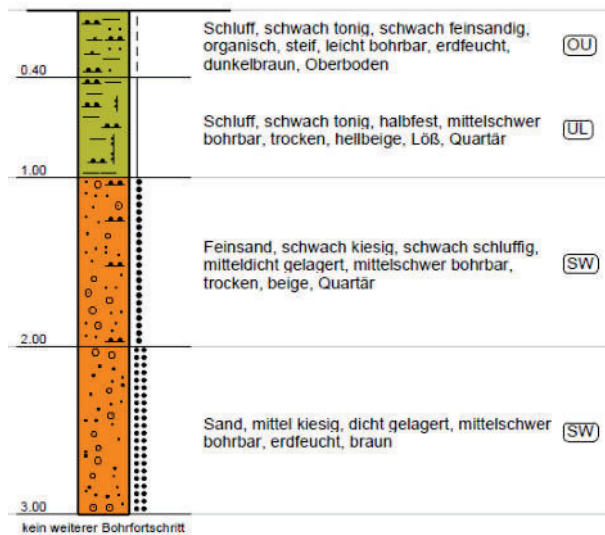 Schluff, schwach tonig, schwach feinsandig,
organisch, steif, leicht bohrbar, erdfeucht,
dunkelbraun, Oberboden
OU
0.40
Schluff, schwach tonig, halbfest, mittelschwer
bohrbar, trocken, hellbeige, Löß, Quartär
UL
1.00
Feinsand, schwach kiesig, schwach schluffig,
mitteldicht gelagert, mittelschwer bohrbar,
trocken, beige, Quartär
SW
2.00
Sand, mittel kiesig, dicht gelagert, mittelschwer
bohrbar, erdfeucht, braun
SW
3.00
kein weiterer Bohrfortschritt